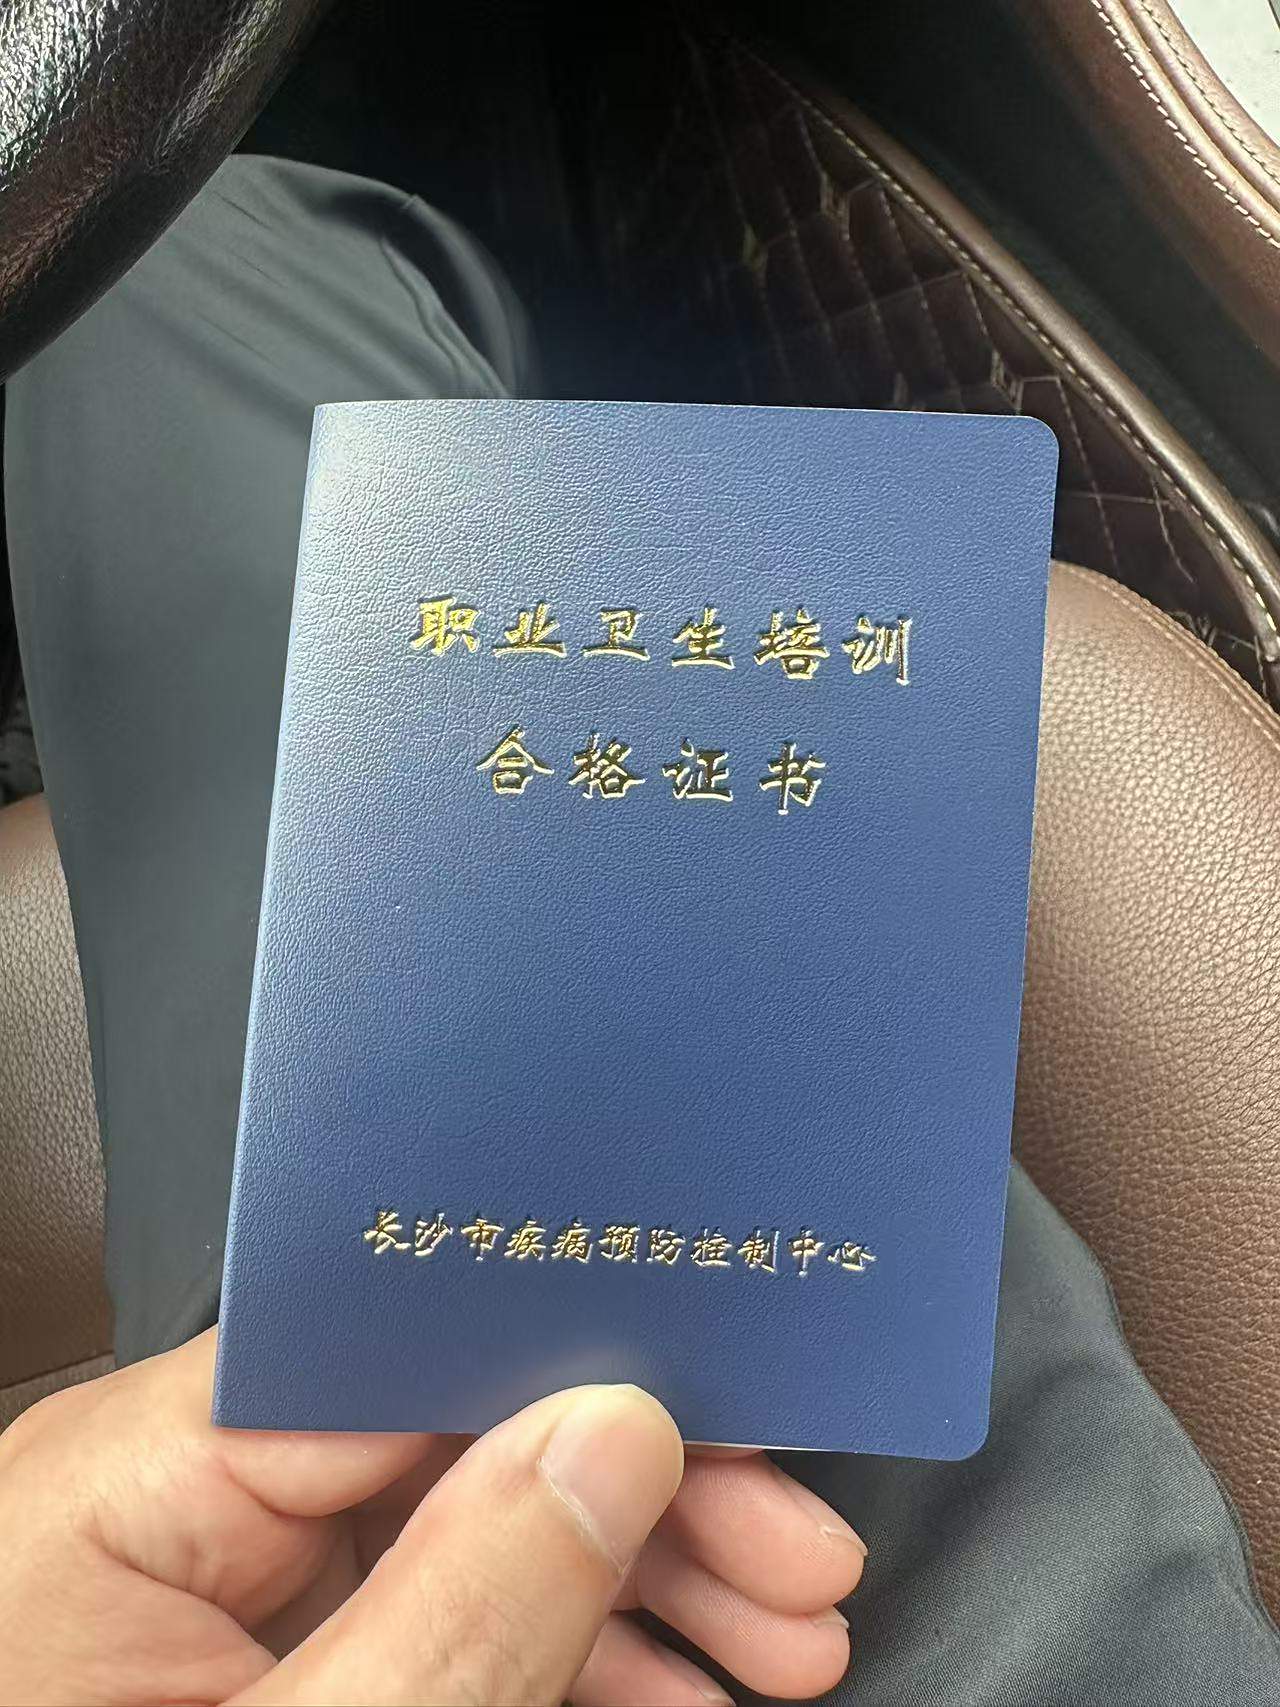 职业卫生培训
合格证书
长沙市疾病预防控制中心